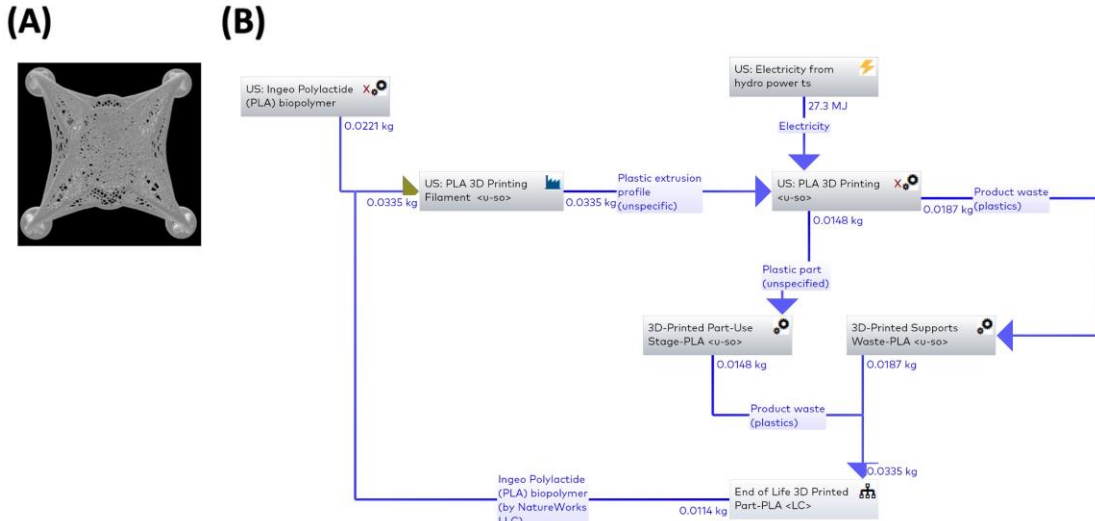 (A)
(B)
US: Ingeo Polylactide
(PLA) biopolymer
0.0221 kg
US: Electricity from
hydro power ts
27.3 MJ
Electricity
US: PLA 3D Printing
Filament <u-so>
0.0335 kg
0.0335 kg
Plastic extrusion
profile
(unspecific)
US: PLA 3D Printing
<u-so>
0.0148 kg
0.0187 kg
Product waste
(plastics)
Plastic part
(unspecified)
3D-Printed Part-Use
Stage-PLA <u-so>
0.0148 kg
3D-Printed Supports
Waste-PLA <u-so>
0.0187 kg
Product waste
(plastics)
0.0335 kg
End of Life 3D Printed
Part-PLA <LC>
0.0114 kg
Ingeo Polylactide
(PLA) biopolymer
(by NatureWorks
LLC)